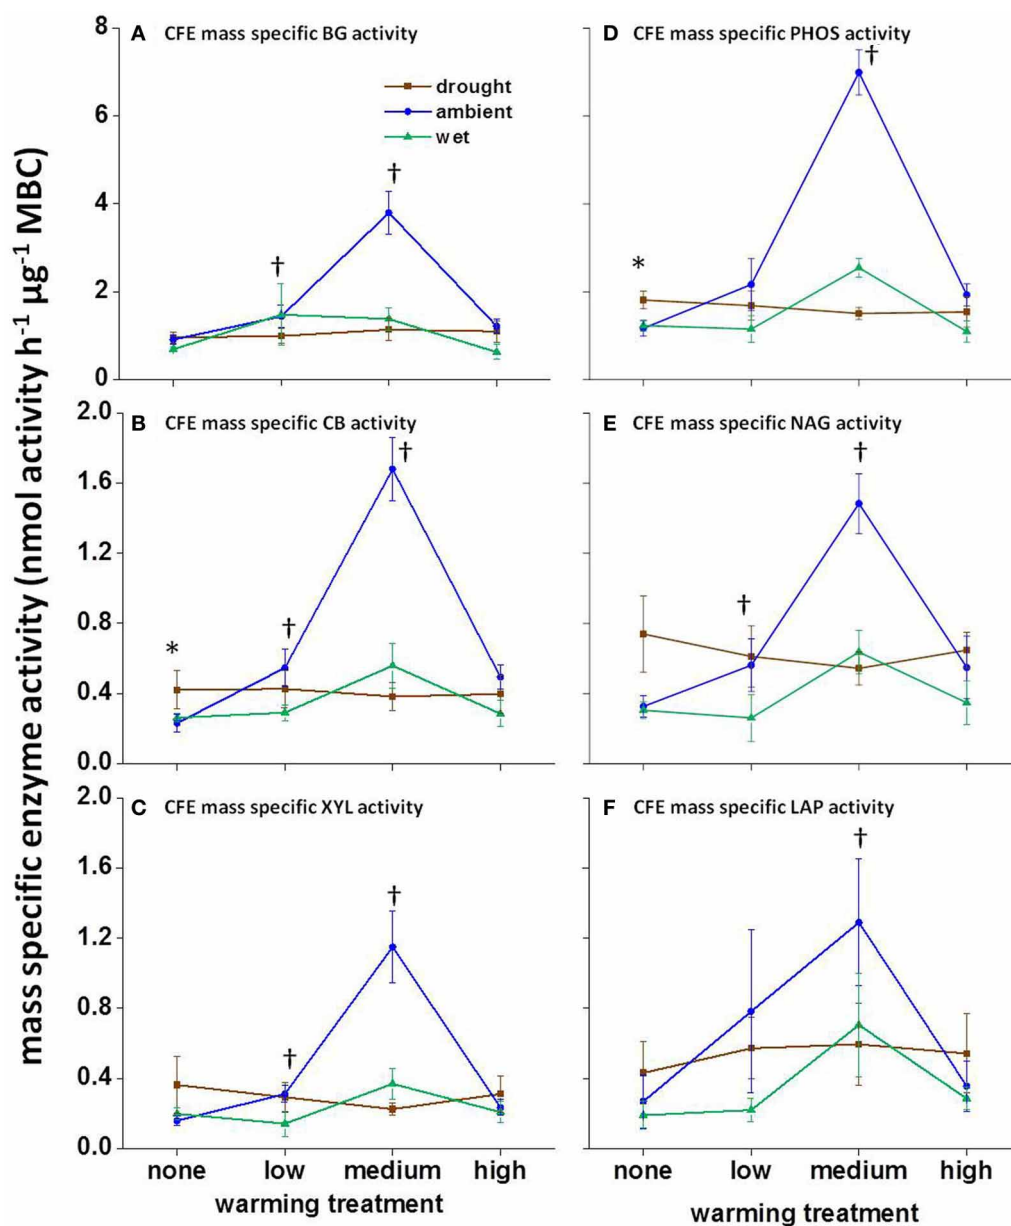 mass specific enzyme activity (nmol activity h⁻¹ µg⁻¹ MBC)
A CFE mass specific BG activity
drought
ambient
wet
8
6
4
2
0
†
†
D CFE mass specific PHOS activity
*
†
B CFE mass specific CB activity
2.0
1.6
1.2
0.8
0.4
0.0
*
†
†
E CFE mass specific NAG activity
†
†
C CFE mass specific XYL activity
2.0
1.6
1.2
0.8
0.4
0.0
†
†
none low medium high
warming treatment
F CFE mass specific LAP activity
†
none low medium high
warming treatment